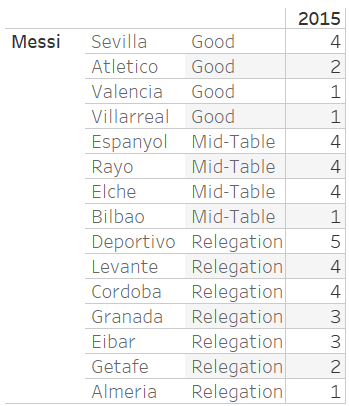 2015
Messi Sevilla Good 4
Atletico Good 2
Valencia Good 1
Villarreal Good 1
Espanyol Mid-Table 4
Rayo Mid-Table 4
Elche Mid-Table 4
Bilbao Mid-Table 1
Deportivo Relegation 5
Levante Relegation 4
Cordoba Relegation 4
Granada Relegation 3
Eibar Relegation 3
Getafe Relegation 2
Almeria Relegation 1